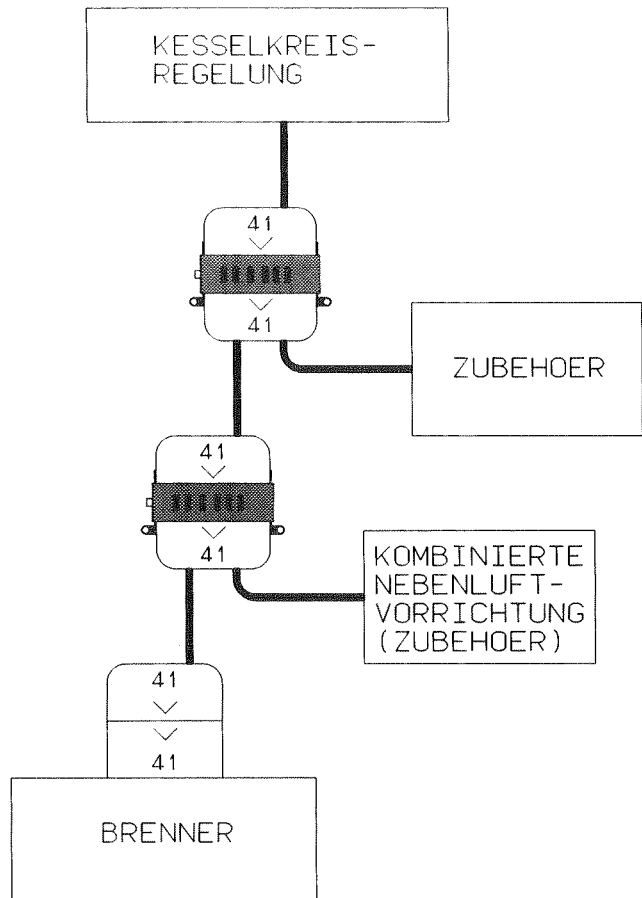 KESSELKREIS-
REGELUNG
41
41
ZUBEHOER
41
41
KOMBINIERTE
NEBENLUFT-
VORRICHTUNG
(ZUBEHOER)
41
41
BRENNER